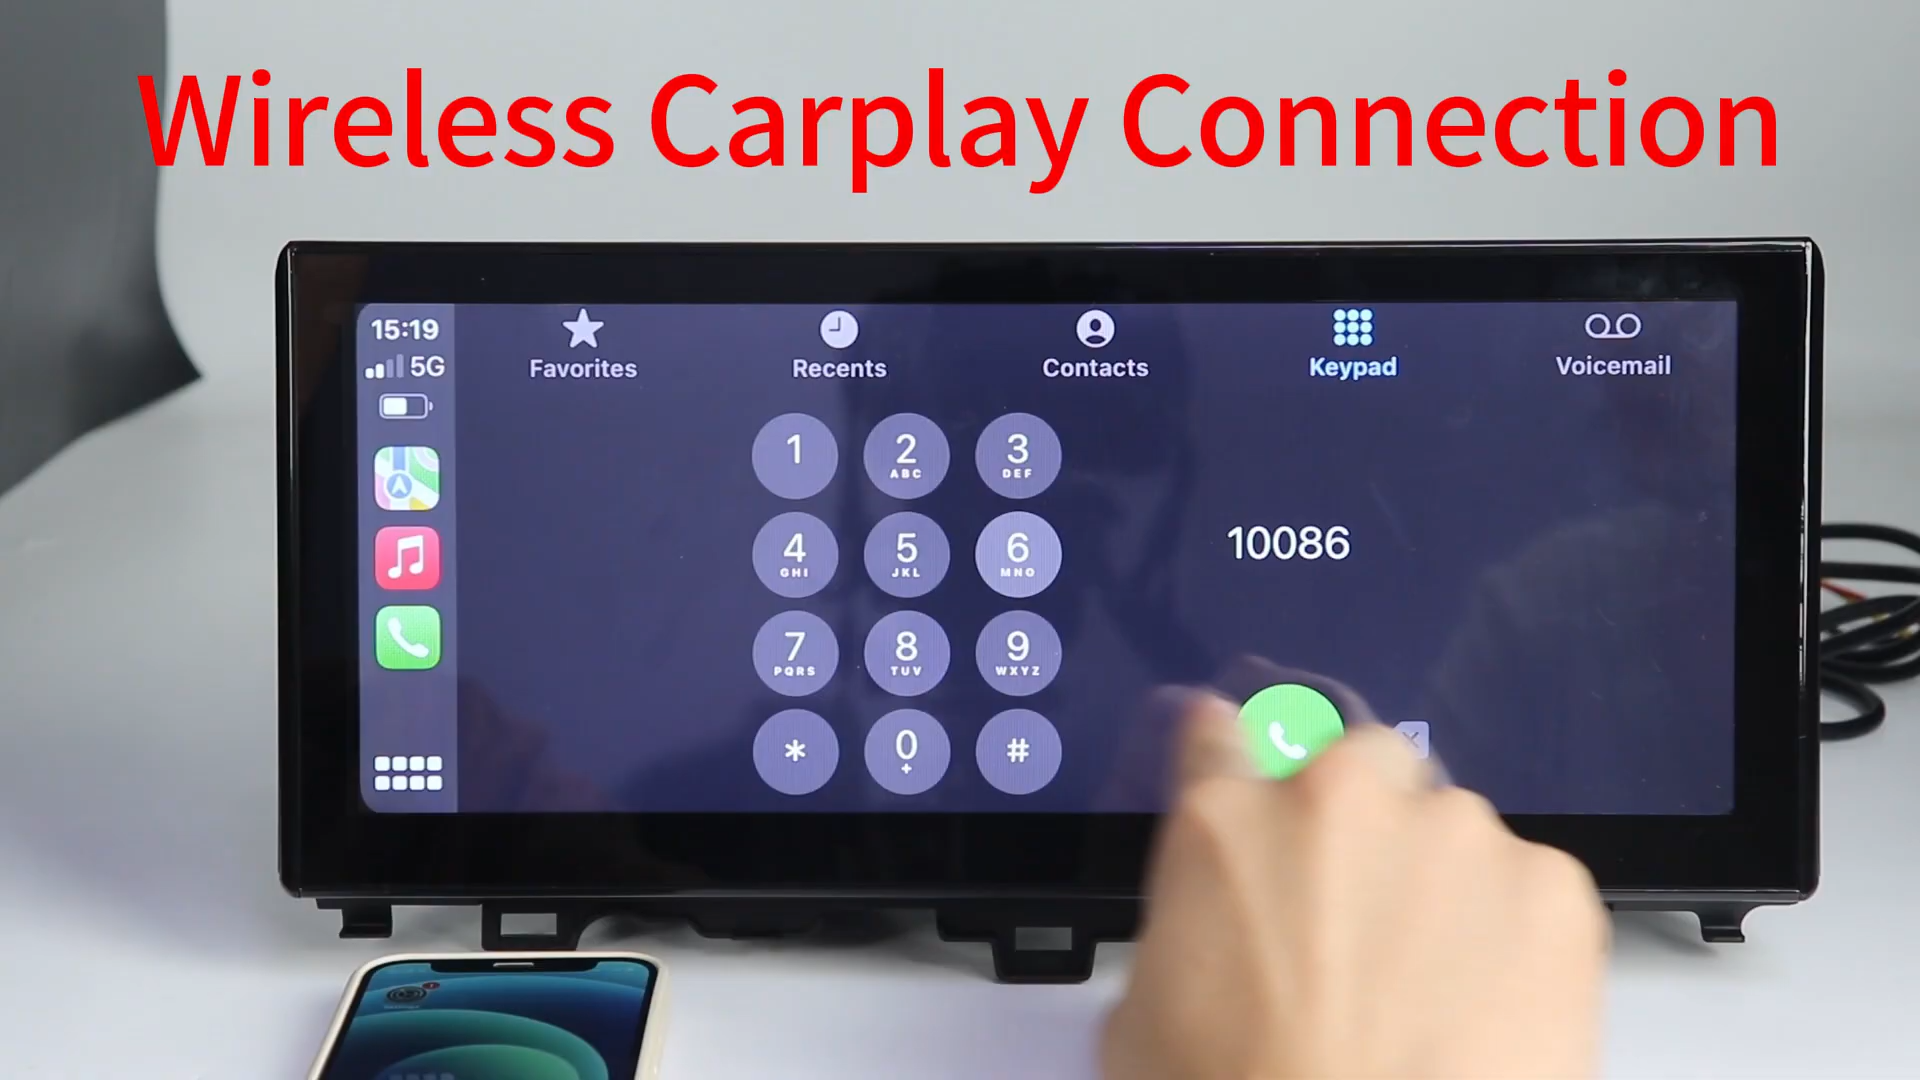 Wireless Carplay Connection
15:19
5G
Favorites
Recents
Contacts
Keypad
Voicemail
1
2
ABC
3
DEF
4
GHI
5
JKL
6
MNO
10086
7
PQRS
8
TUV
9
WXYZ
*
0
+
#